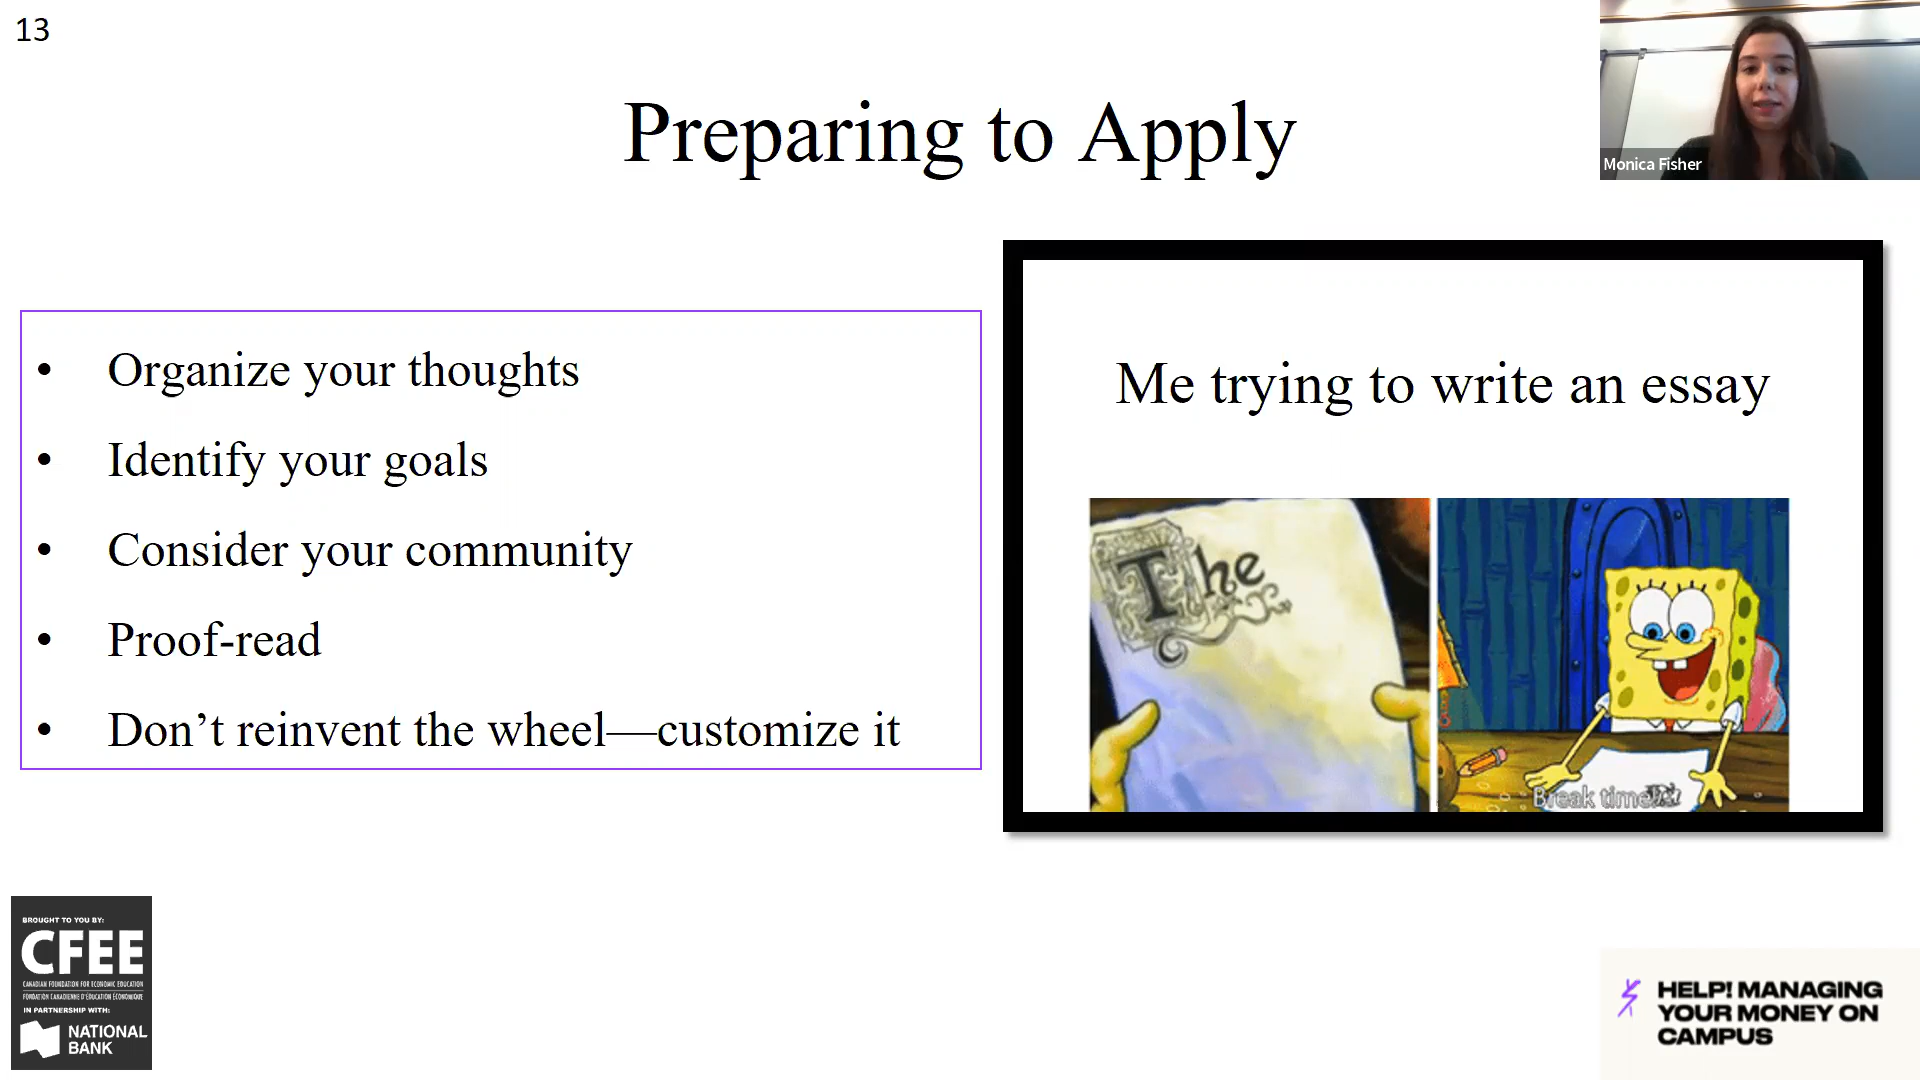 13
Preparing to Apply
Monica Fisher
• Organize your thoughts
• Identify your goals
• Consider your community
• Proof-read
• Don’t reinvent the wheel—customize it
Me trying to write an essay
The
Break time!
BROUGHT TO YOU BY:
CFEE
CANADIAN FOUNDATION FOR ECONOMIC EDUCATION
FONDATION CANADIENNE D'ÉDUCATION ÉCONOMIQUE
IN PARTNERSHIP WITH:
NATIONAL
BANK
HELP! MANAGING
YOUR MONEY ON
CAMPUS